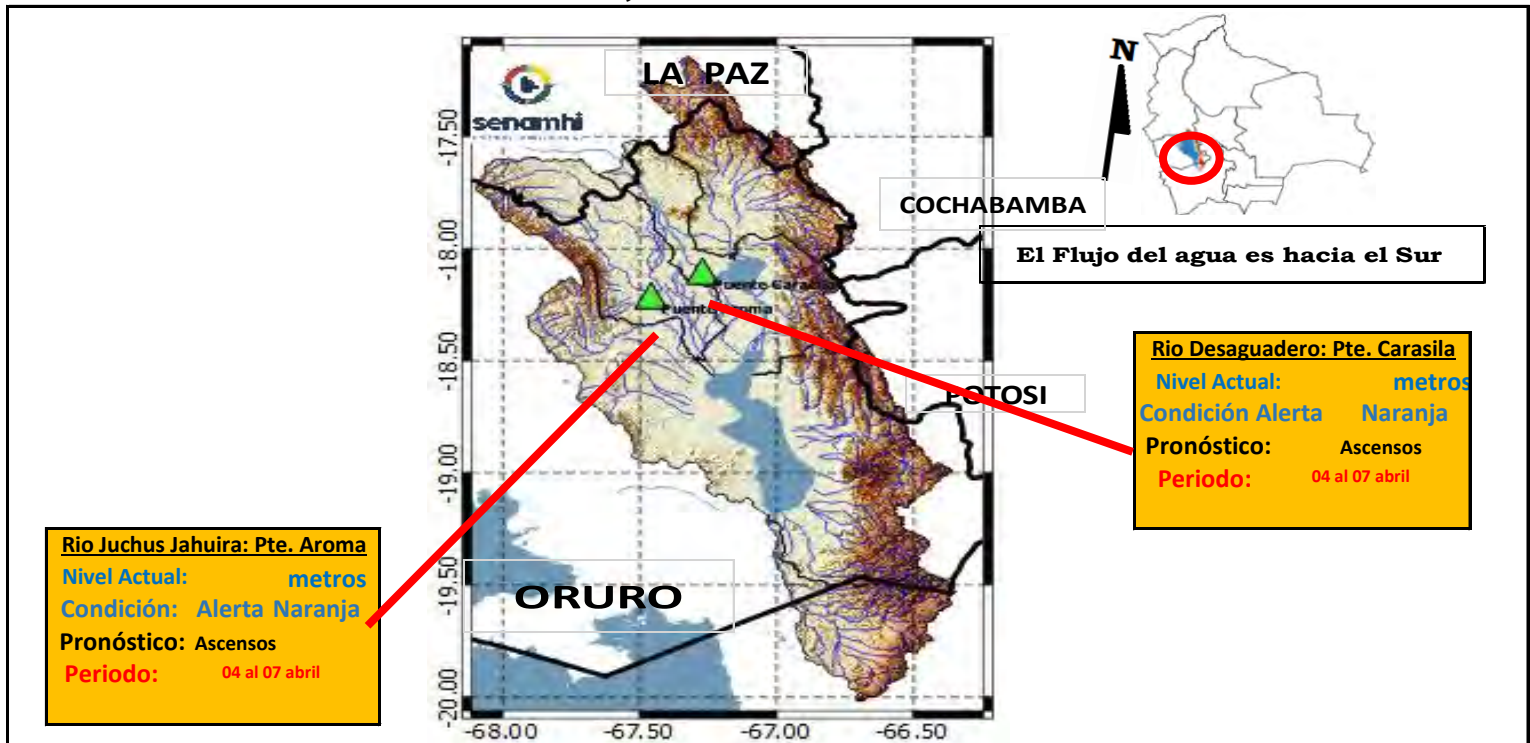 LA PAZ
senamhi
N
COCHABAMBA
El Flujo del agua es hacia el Sur
Puente
Puente
POTOSI
Rio Desaguadero: Pte. Carasila
Nivel Actual: metros
Condición Alerta Naranja
Pronóstico: Ascensos
Periodo: 04 al 07 abril
Rio Juchus Jahuira: Pte. Aroma
Nivel Actual: metros
Condición: Alerta Naranja
Pronóstico: Ascensos
Periodo: 04 al 07 abril
ORURO
-17.50
-18.00
-18.50
-19.00
-19.50
-20.00
-68.00 -67.50 -67.00 -66.50